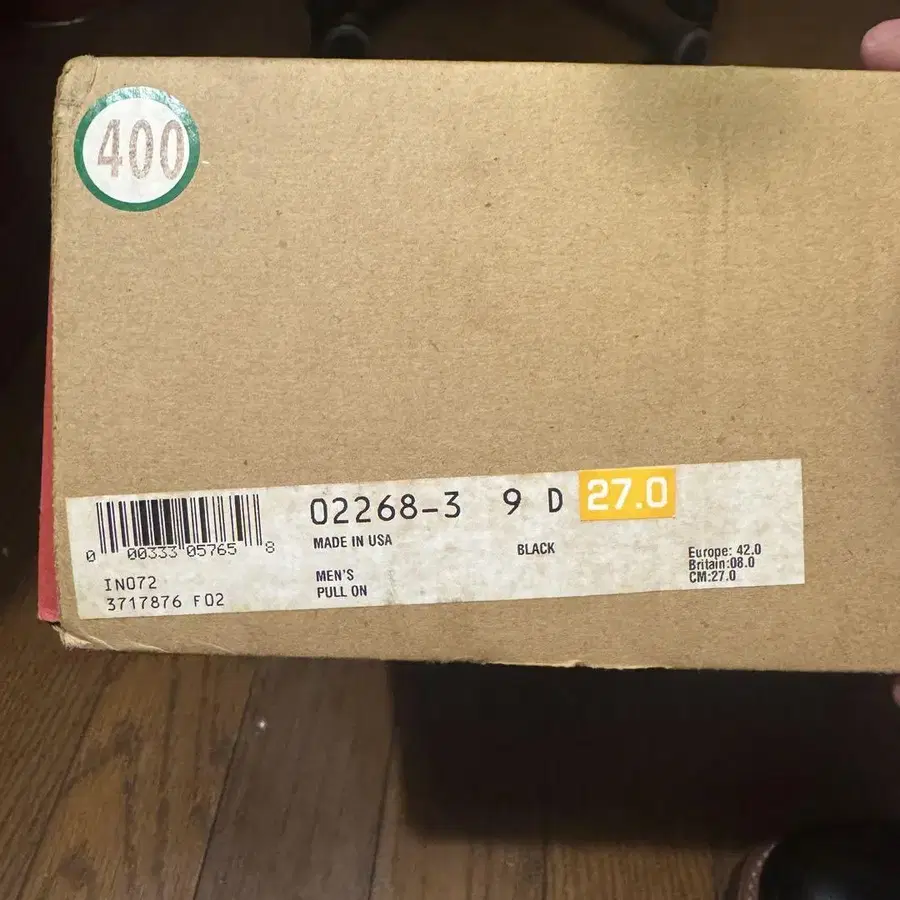 400
02268-3 9 D 27.0
0 00333 05765 8
MADE IN USA
BLACK
Europe: 42.0
Britain:08.0
CM:27.0
IN072
3717876 F02
MEN'S
PULL ON